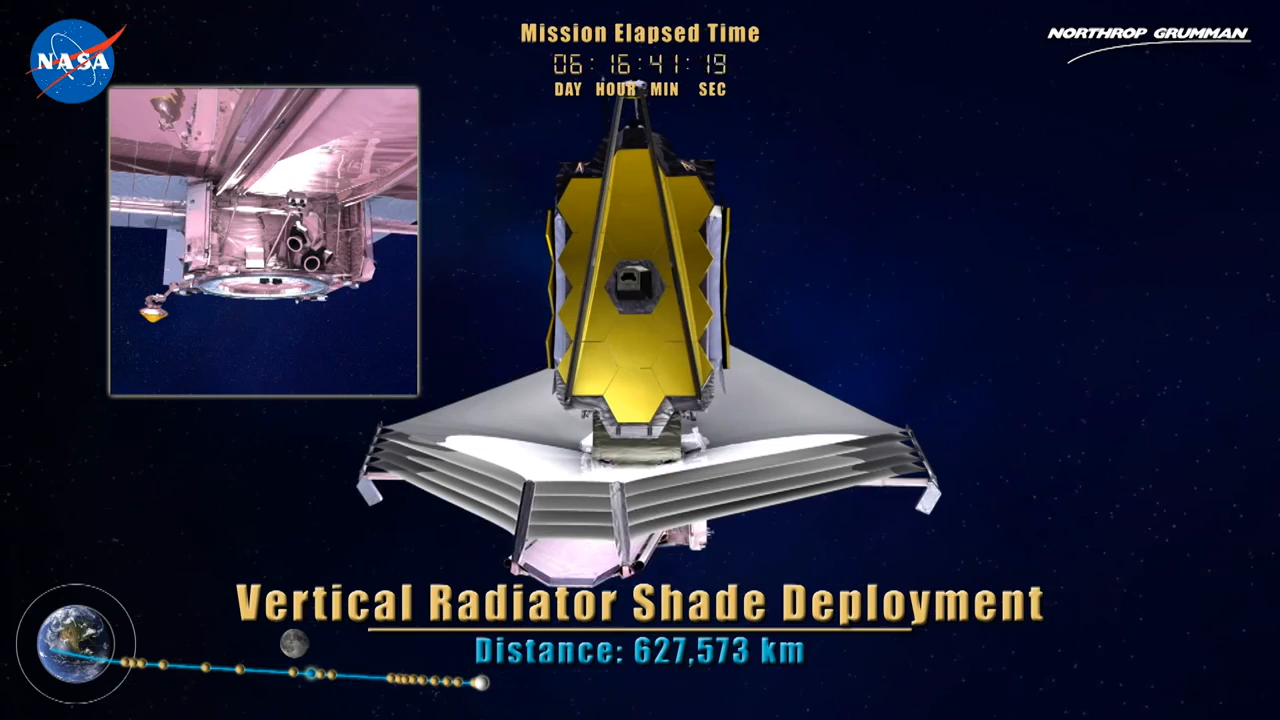 NASA
Mission Elapsed Time
06:16:41:19
DAY HOUR MIN SEC
NORTHROP GRUMMAN
Vertical Radiator Shade Deployment
Distance: 627,573 km